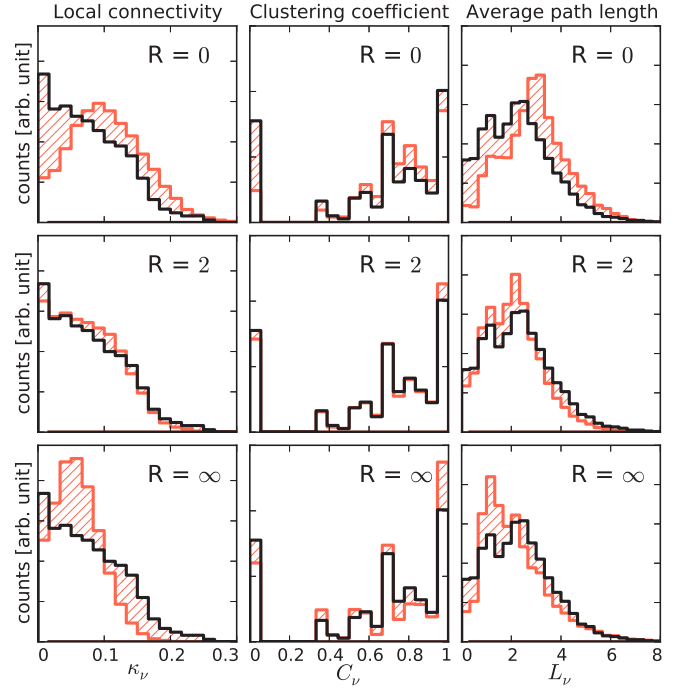 Local connectivity Clustering coefficient Average path length
counts [arb. unit]
R = 0
R = 0
R = 0
counts [arb. unit]
R = 2
R = 2
R = 2
counts [arb. unit]
R = ∞
R = ∞
R = ∞
0 0.1 0.2 0.3
0 0.2 0.4 0.6 0.8 1
0 2 4 6 8
κν
Cν
Lν